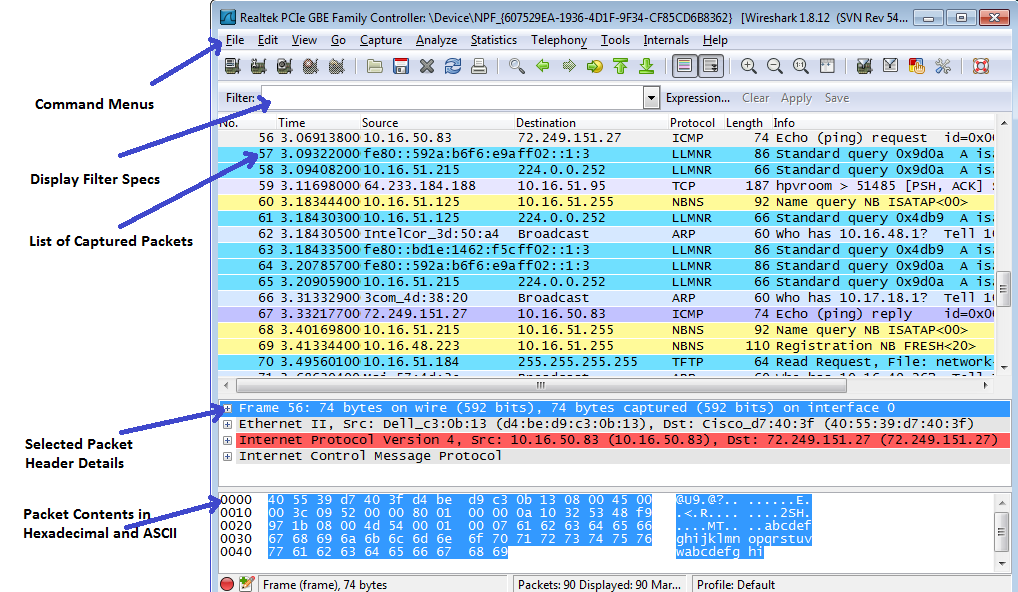 Realtek PCIe GBE Family Controller: \Device\NPF_{607529EA-1936-4D1F-9F34-CF85CD6B8362} [Wireshark 1.8.12 (SVN Rev 54...
File Edit View Go Capture Analyze Statistics Telephony Tools Internals Help
Command Menus
Filter: Expression... Clear Apply Save
Display Filter Specs
List of Captured Packets
No. Time Source Destination Protocol Length Info
56 3.06913800 10.16.50.83 72.249.151.27 ICMP 74 Echo (ping) request id=0x00
57 3.09322000 fe80::592a:b6f6:e9a ff02::1:3 LLMNR 86 Standard query 0x9d0a A isa
58 3.09408200 10.16.51.215 224.0.0.252 LLMNR 66 Standard query 0x9d0a A isa
59 3.11698000 64.233.184.188 10.16.51.95 TCP 187 hpvroom > 51485 [PSH, ACK]
60 3.18344400 10.16.51.125 10.16.51.255 NBNS 92 Name query NB ISATAP<00>
61 3.18430300 10.16.51.125 224.0.0.252 LLMNR 66 Standard query 0x4db9 A isa
62 3.18430500 IntelCor_3d:50:a4 Broadcast ARP 60 Who has 10.16.48.1? Tell 10
63 3.18433500 fe80::bd1e:1462:f5c ff02::1:3 LLMNR 86 Standard query 0x4db9 A isa
64 3.20785700 fe80::592a:b6f6:e9a ff02::1:3 LLMNR 86 Standard query 0x9d0a A isa
65 3.20905900 10.16.51.215 224.0.0.252 LLMNR 66 Standard query 0x9d0a A isa
66 3.31332900 3com_4d:38:20 Broadcast ARP 60 Who has 10.17.18.1? Tell 10
67 3.33217700 72.249.151.27 10.16.50.83 ICMP 74 Echo (ping) reply id=0x00
68 3.40169800 10.16.51.215 10.16.51.255 NBNS 92 Name query NB ISATAP<00>
69 3.41334400 10.16.48.223 10.16.51.255 NBNS 110 Registration NB FRESH<20>
70 3.49560100 10.16.51.184 255.255.255.255 TFTP 64 Read Request, File: network
Selected Packet
Header Details
Frame 56: 74 bytes on wire (592 bits), 74 bytes captured (592 bits) on interface 0
Ethernet II, Src: Dell_c3:0b:13 (d4:be:d9:c3:0b:13), Dst: Cisco_d7:40:3f (40:55:39:d7:40:3f)
Internet Protocol Version 4, Src: 10.16.50.83 (10.16.50.83), Dst: 72.249.151.27 (72.249.151.27)
Internet Control Message Protocol
Packet Contents in
Hexadecimal and ASCII
0000 40 55 39 d7 40 3f d4 be d9 c3 0b 13 08 00 45 00 @U9.@?.. ......E.
0010 00 3c 09 52 00 00 80 01 00 00 0a 10 32 53 48 f9 .<.R.... ....2SH.
0020 97 1b 08 00 4d 54 00 01 00 07 61 62 63 64 65 66 ....MT.. ..abcdef
0030 67 68 69 6a 6b 6c 6d 6e 6f 70 71 72 73 74 75 76 ghijklmn opqrstuv
0040 77 61 62 63 64 65 66 67 68 69 wabcdefg hi
Frame (frame), 74 bytes Packets: 90 Displayed: 90 Mar... Profile: Default